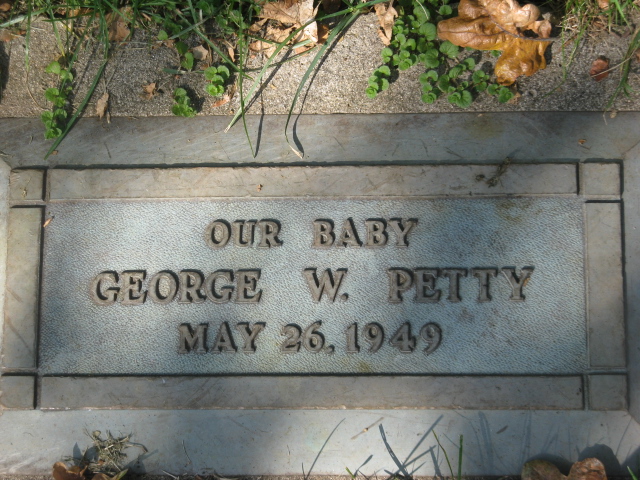 OUR BABY
GEORGE W. PETTY
MAY 26, 1949